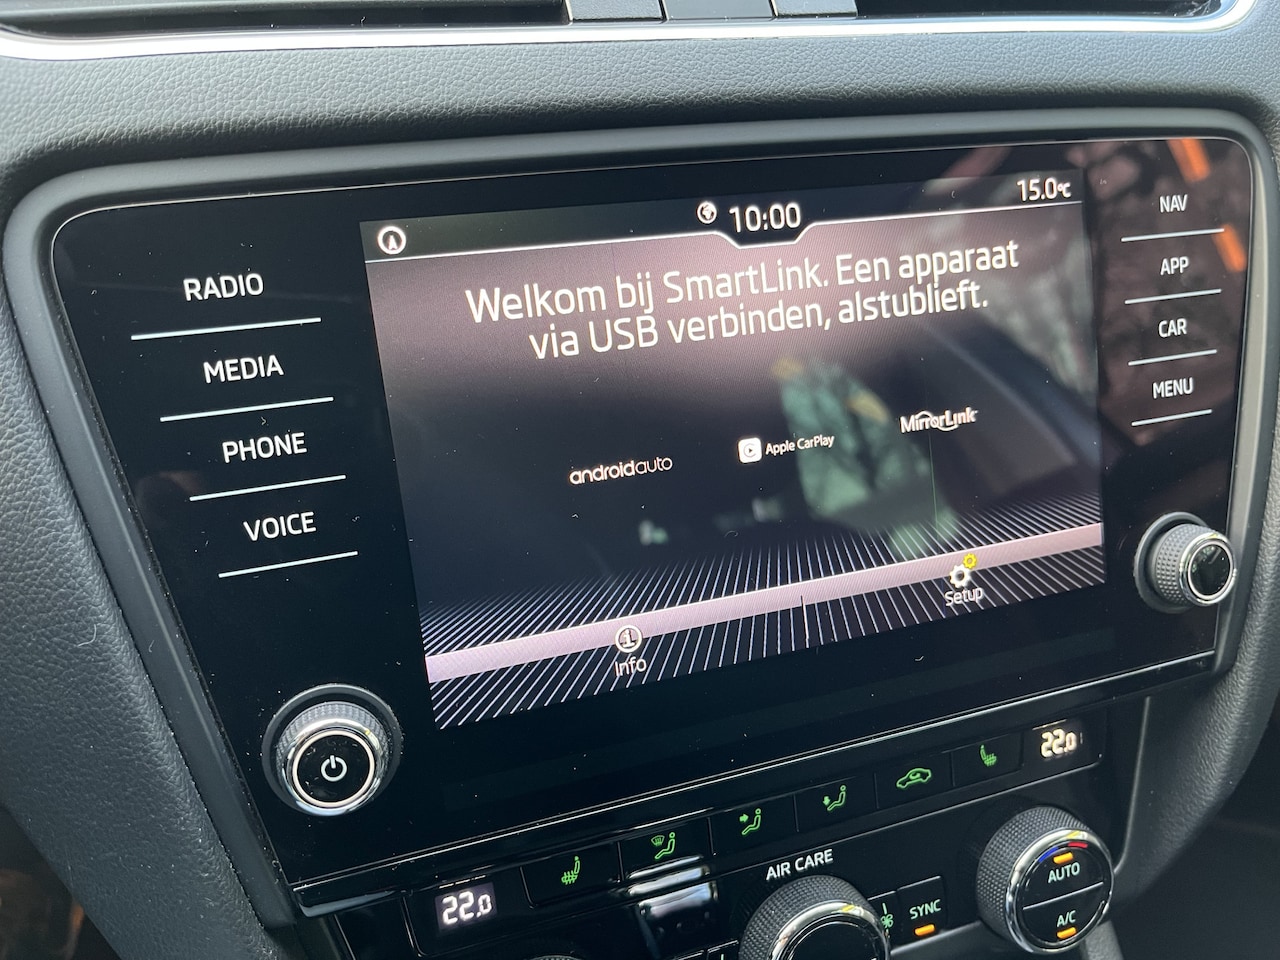 10:00
15.0°C
RADIO
MEDIA
PHONE
VOICE
Welkom bij SmartLink. Een apparaat
via USB verbinden, alstublieft.
androidauto
Apple CarPlay
MirrorLink
Info
Setup
NAV
APP
CAR
MENU
22.0
22.0
AIR CARE
SYNC
AUTO
A/C